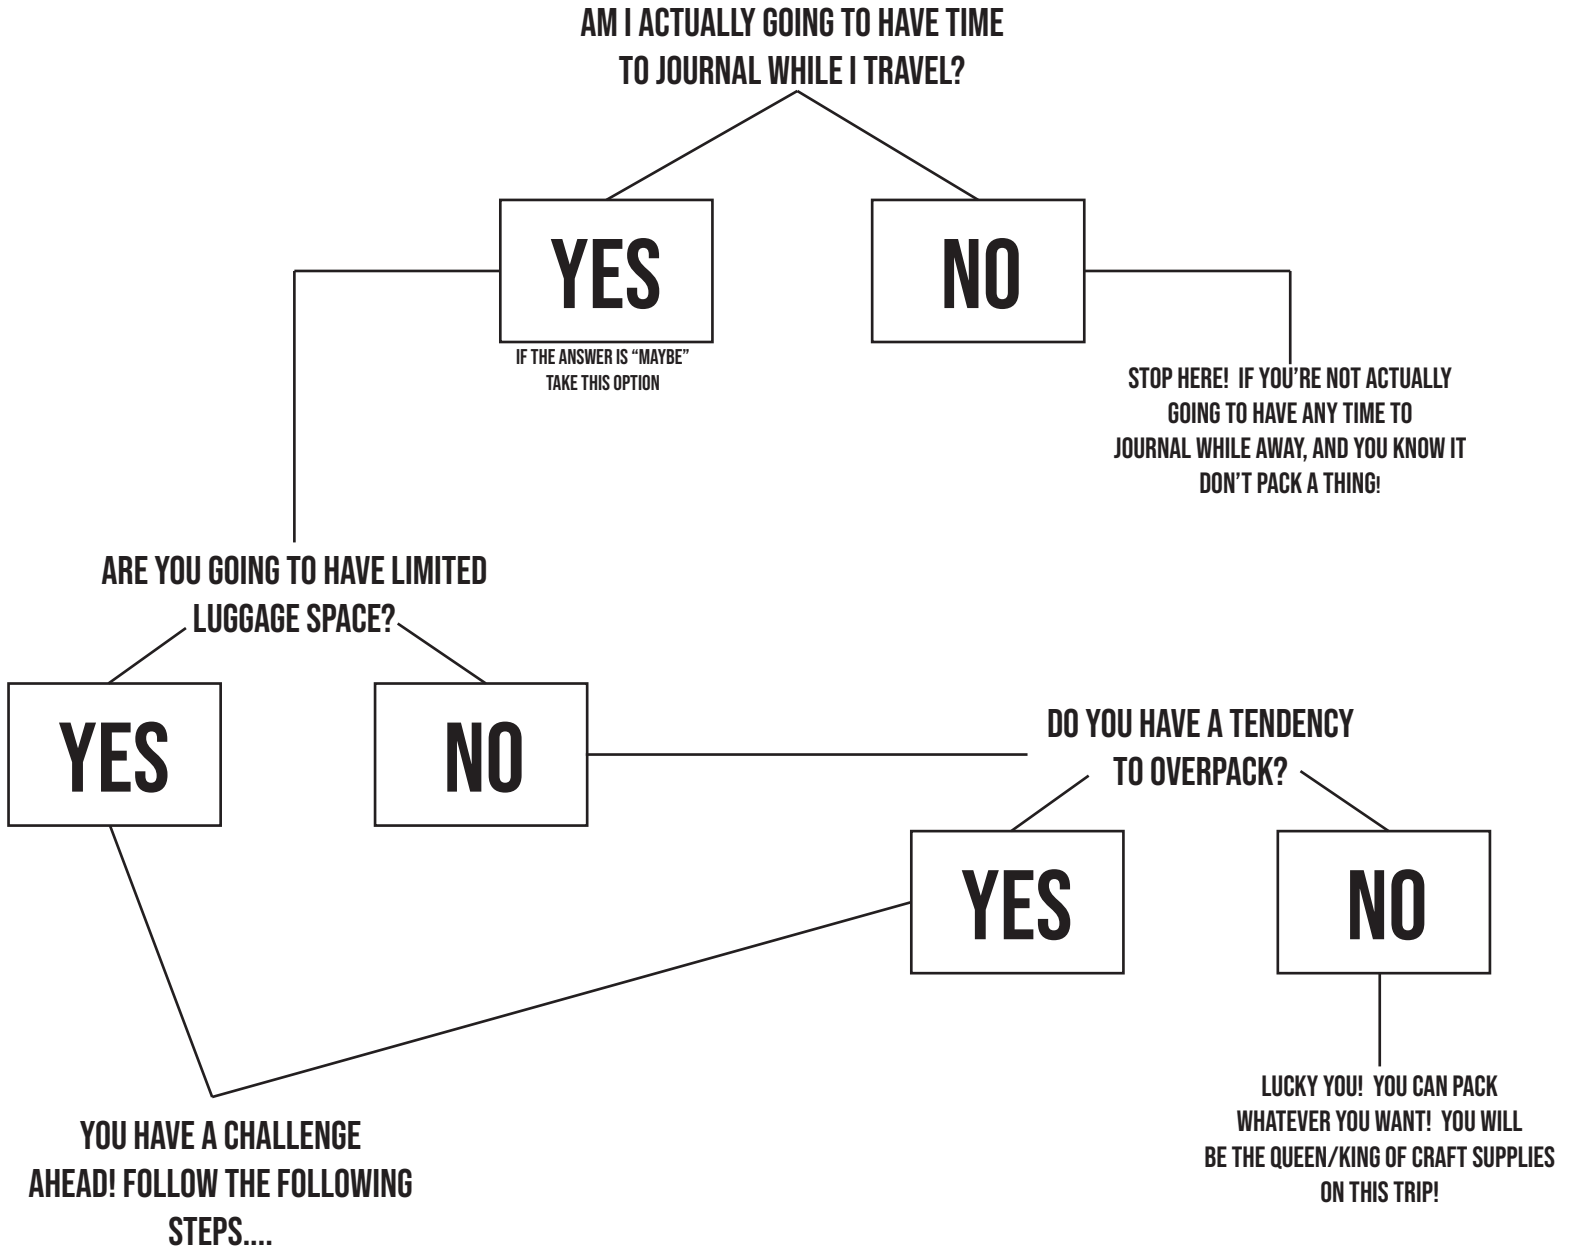 AM I ACTUALLY GOING TO HAVE TIME
TO JOURNAL WHILE I TRAVEL?
YES
NO
IF THE ANSWER IS “MAYBE”
TAKE THIS OPTION
STOP HERE!  IF YOU’RE NOT ACTUALLY
GOING TO HAVE ANY TIME TO
JOURNAL WHILE AWAY, AND YOU KNOW IT
DON’T PACK A THING!
ARE YOU GOING TO HAVE LIMITED
LUGGAGE SPACE?
YES
NO
DO YOU HAVE A TENDENCY
TO OVERPACK?
YES
NO
LUCKY YOU!  YOU CAN PACK
WHATEVER YOU WANT!  YOU WILL
BE THE QUEEN/KING OF CRAFT SUPPLIES
ON THIS TRIP!
YOU HAVE A CHALLENGE
AHEAD! FOLLOW THE FOLLOWING
STEPS....